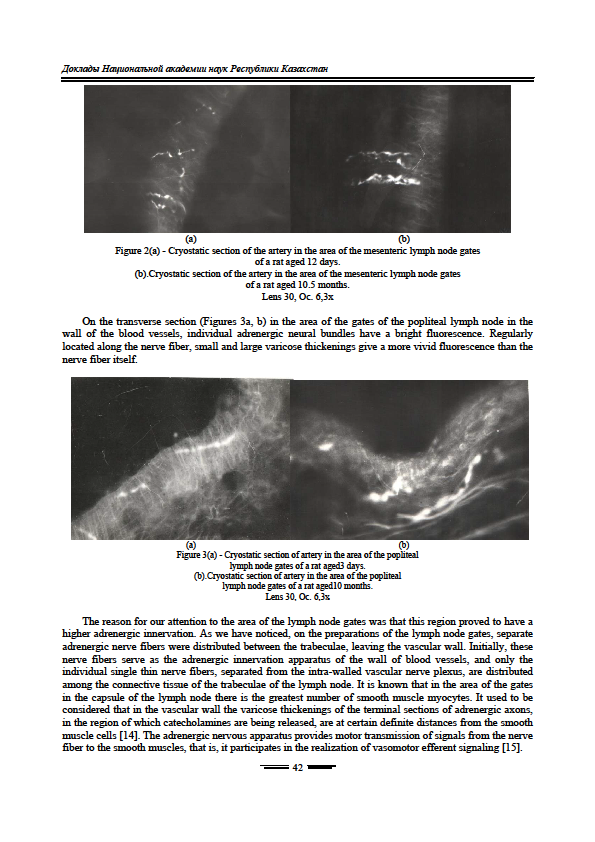 Доклады Национальной академии наук Республики Казахстан
(a) (b)
Figure 2(a) - Cryostatic section of the artery in the area of the mesenteric lymph node gates
of a rat aged 12 days.
(b).Cryostatic section of the artery in the area of the mesenteric lymph node gates
of a rat aged 10.5 months.
Lens 30, Oc. 6,3x
On the transverse section (Figures 3a, b) in the area of the gates of the popliteal lymph node in the
wall of the blood vessels, individual adrenergic neural bundles have a bright fluorescence. Regularly
located along the nerve fiber, small and large varicose thickenings give a more vivid fluorescence than the
nerve fiber itself.
(a) (b)
Figure 3(a) - Cryostatic section of artery in the area of the popliteal
lymph node gates of a rat aged3 days.
(b).Cryostatic section of artery in the area of the popliteal
lymph node gates of a rat aged10 months.
Lens 30, Oc. 6,3x
The reason for our attention to the area of the lymph node gates was that this region proved to have a
higher adrenergic innervation. As we have noticed, on the preparations of the lymph node gates, separate
adrenergic nerve fibers were distributed between the trabeculae, leaving the vascular wall. Initially, these
nerve fibers serve as the adrenergic innervation apparatus of the wall of blood vessels, and only the
individual single thin nerve fibers, separated from the intra-walled vascular nerve plexus, are distributed
among the connective tissue of the trabeculae of the lymph node. It is known that in the area of the gates
in the capsule of the lymph node there is the greatest number of smooth muscle myocytes. It used to be
considered that in the vascular wall the varicose thickenings of the terminal sections of adrenergic axons,
in the region of which catecholamines are being released, are at certain definite distances from the smooth
muscle cells [14]. The adrenergic nervous apparatus provides motor transmission of signals from the nerve
fiber to the smooth muscles, that is, it participates in the realization of vasomotor efferent signaling [15].
42